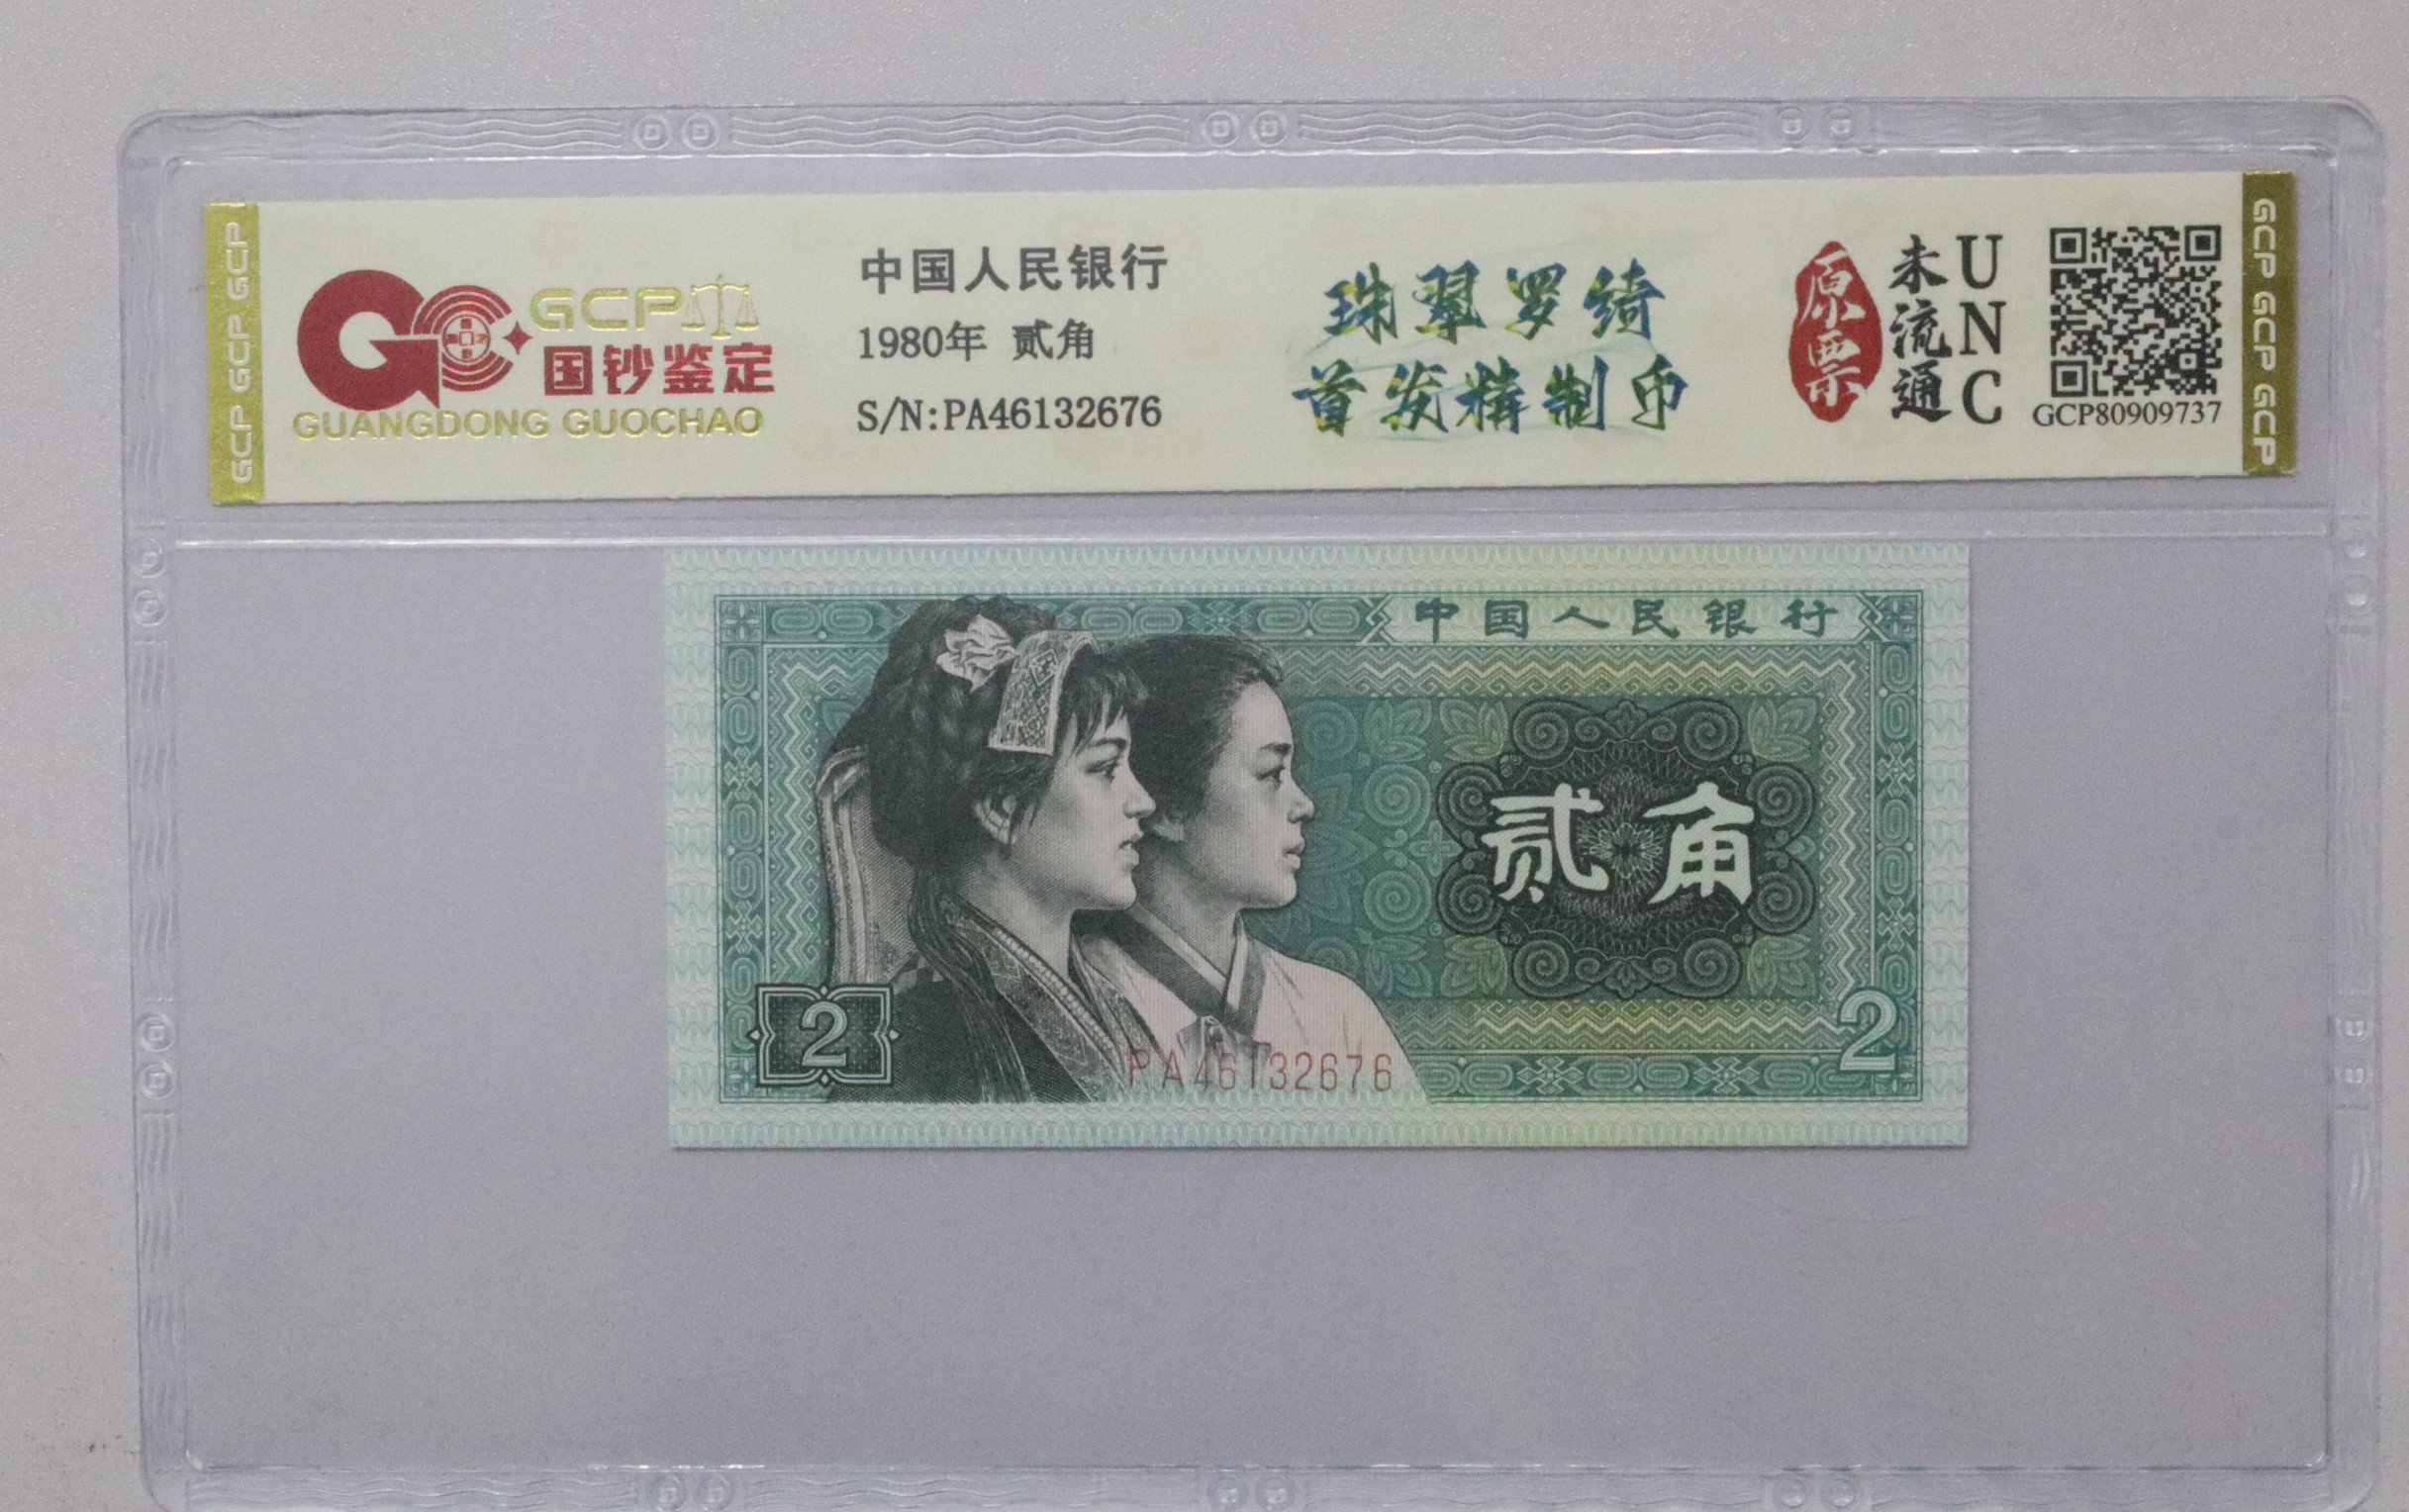 GCP GCP GCP
GCP
国钞鉴定
GUANGDONG GUOCHAO
中国人民银行
1980年 贰角
S/N:PA46132676
珠翠罗绮
首发精制币
原票
未流通
UNC
GCP80909737
GCP GCP GCP
中国人民银行
贰角
2
2
PA46132676